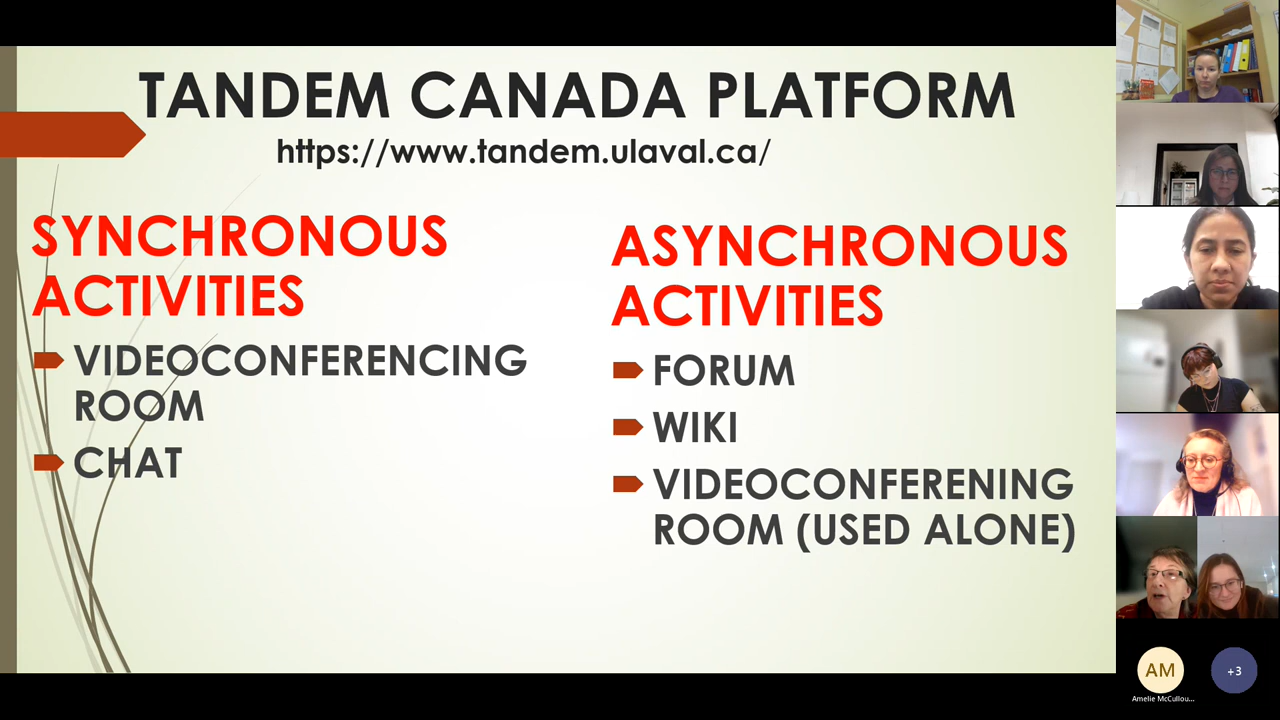 TANDEM CANADA PLATFORM
https://www.tandem.ulaval.ca/
SYNCHRONOUS
ACTIVITIES
VIDEOCONFERENCING
ROOM
CHAT
ASYNCHRONOUS
ACTIVITIES
FORUM
WIKI
VIDEOCONFERENING
ROOM (USED ALONE)
AM
+3
Amelie McCullou...